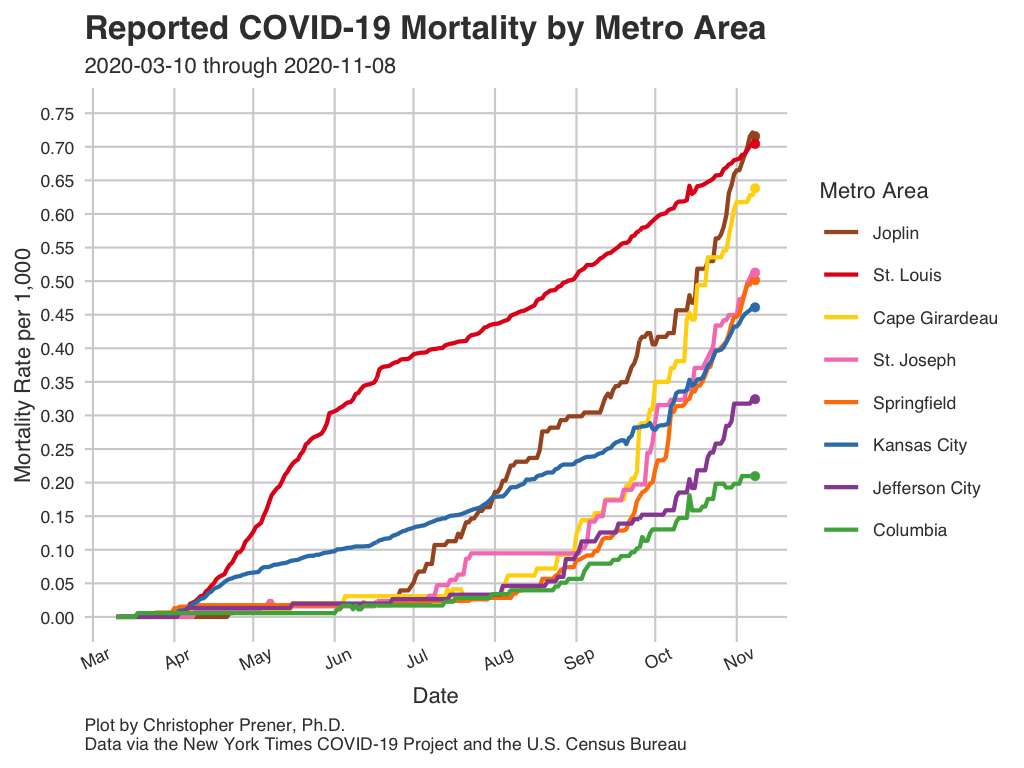 Reported COVID-19 Mortality by Metro Area
2020-03-10 through 2020-11-08
Mortality Rate per 1,000
0.75
0.70
0.65
0.60
0.55
0.50
0.45
0.40
0.35
0.30
0.25
0.20
0.15
0.10
0.05
0.00
Mar Apr May Jun Jul Aug Sep Oct Nov
Date
Metro Area
Joplin
St. Louis
Cape Girardeau
St. Joseph
Springfield
Kansas City
Jefferson City
Columbia
Plot by Christopher Prener, Ph.D.
Data via the New York Times COVID-19 Project and the U.S. Census Bureau